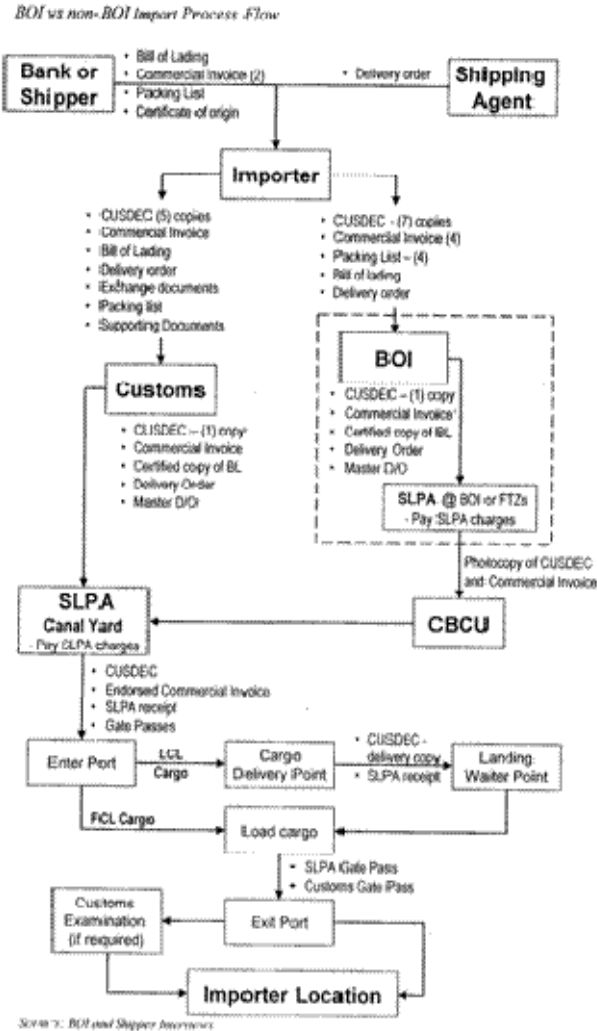 BOI vs non-BOI Import Process Flow
Bank or
Shipper
• Bill of Lading
• Commercial Invoice (2)
• Packing List
• Certificate of origin
• Delivery order
Shipping
Agent
Importer
• CUSDEC (5) copies
• Commercial Invoice
• Bill of Lading
• Delivery order
• Exchange documents
• Packing list
• Supporting Documents
• CUSDEC - (7) copies
• Commercial Invoice (4)
• Packing List – (4)
• Bill of lading
• Delivery order
Customs
• CUSDEC – (1) copy
• Commercial Invoice
• Certified copy of BL
• Delivery Order
• Master D/O
BOI
• CUSDEC – (1) copy
• Commercial Invoice
• Certified copy of BL
• Delivery Order
• Master D/O
SLPA @ BOI or FTZs
- Pay SLPA charges
Photocopy of CUSDEC
and Commercial Invoice
SLPA
Canal Yard
- Pay SLPA charges
CBCU
• CUSDEC
• Endorsed Commercial Invoice
• SLPA receipt
• Gate Passes
Enter Port
LCL
Cargo
Cargo
Delivery Point
• CUSDEC -
delivery copy
• SLPA receipt
Landing
Waiter Point
FCL Cargo
Load cargo
• SLPA Gate Pass
• Customs Gate Pass
Customs
Examination
(if required)
Exit Port
Importer Location
Source: BOI and Shipper Interviews